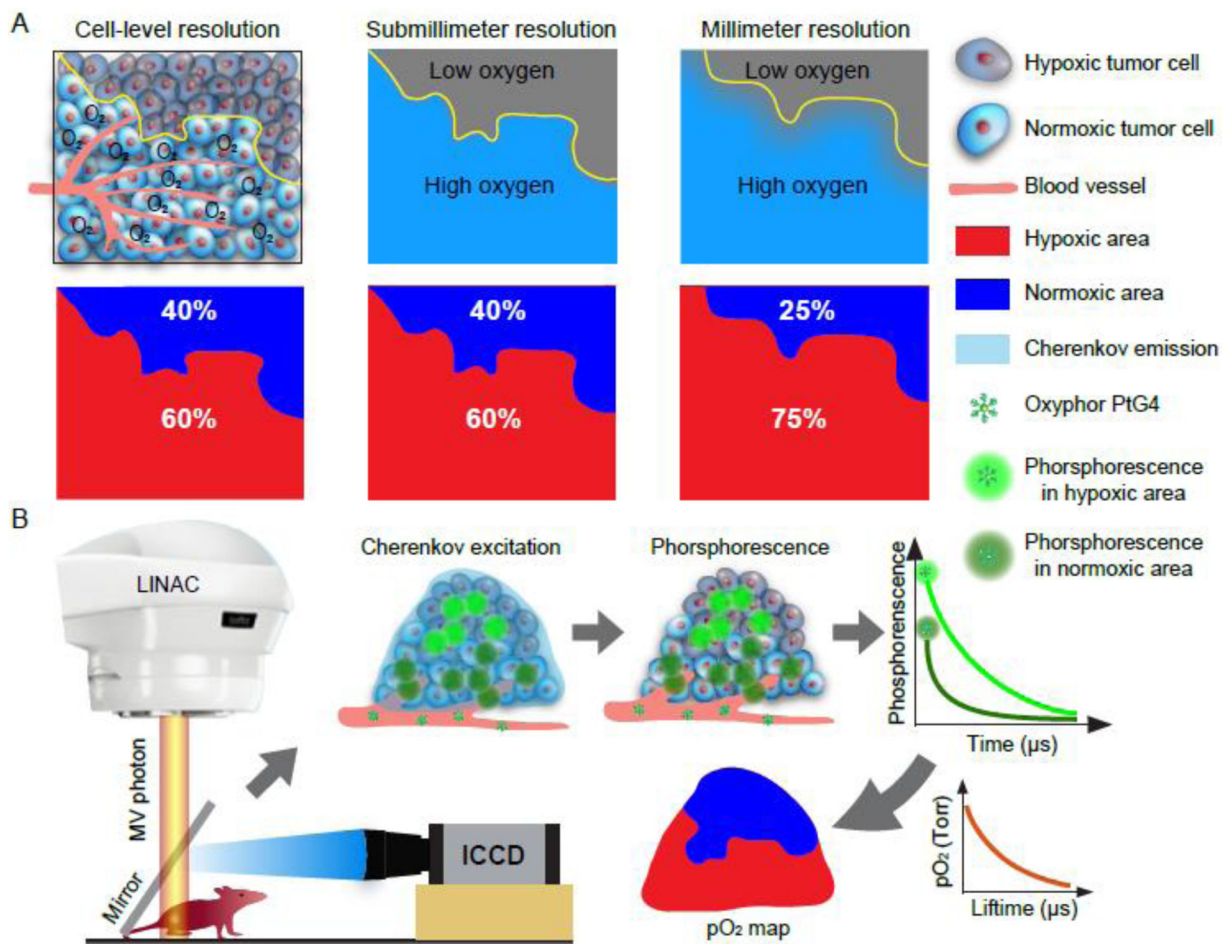 A
Cell-level resolution
Submillimeter resolution
Millimeter resolution
O₂
O₂
O₂
O₂
O₂
O₂
O₂
O₂
O₂
O₂
O₂
O₂
Low oxygen
High oxygen
Low oxygen
High oxygen
40%
60%
40%
60%
25%
75%
Hypoxic tumor cell
Normoxic tumor cell
Blood vessel
Hypoxic area
Normoxic area
Cherenkov emission
Oxyphor PtG4
Phorsphorescence
in hypoxic area
Phorsphorescence
in normoxic area
B
LINAC
MV photon
Mirror
ICCD
Cherenkov excitation
Phorsphorescence
Phosphorenscence
Time (µs)
pO₂ map
pO₂ (Torr)
Liftime (µs)